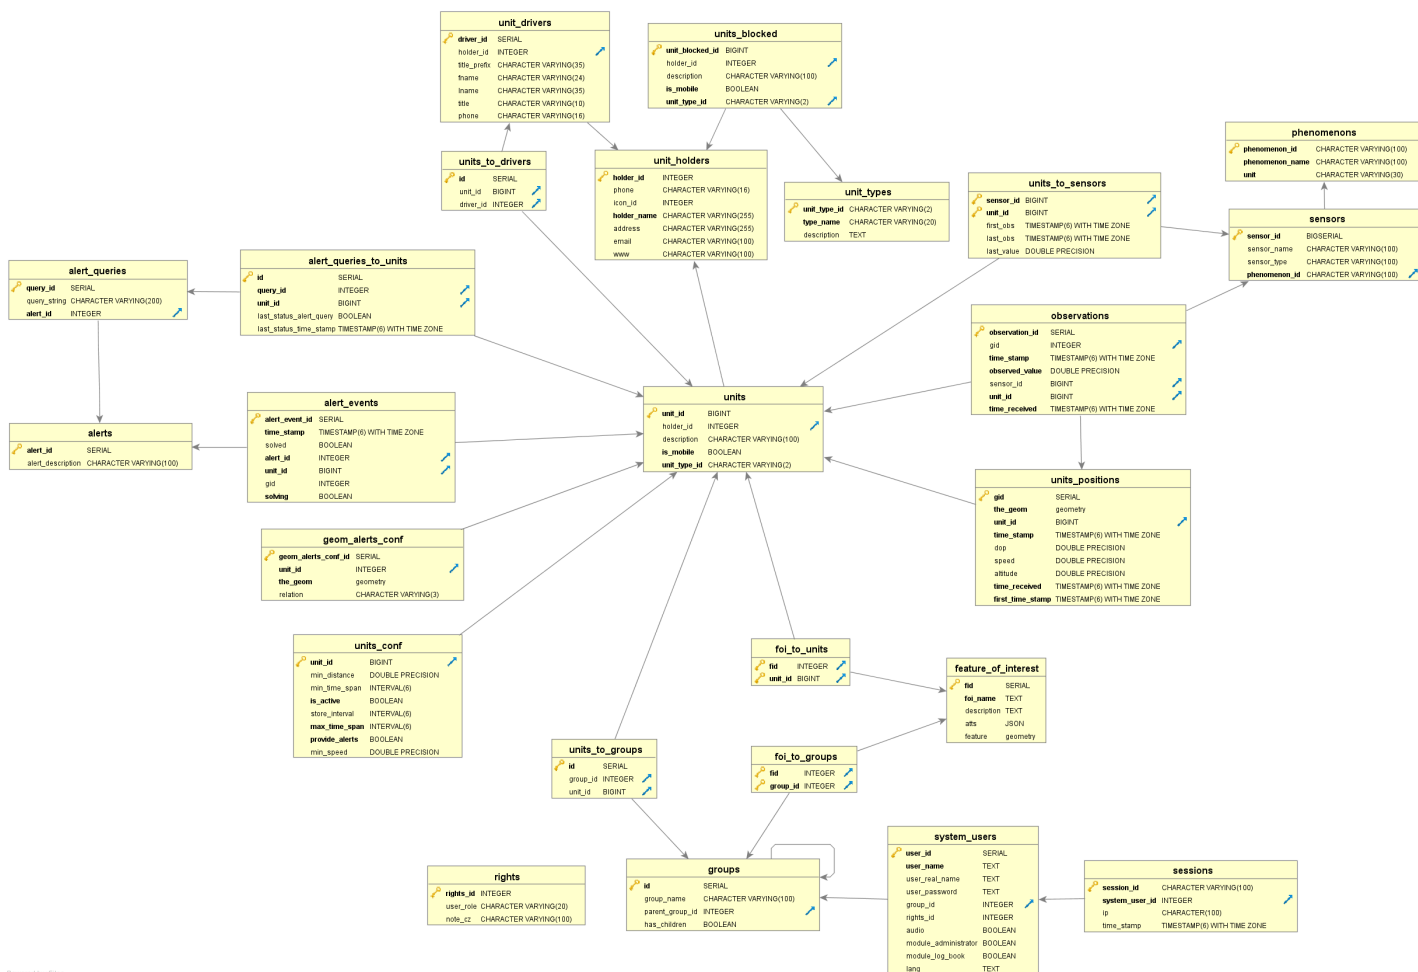 unit_drivers
driver_id SERIAL
holder_id INTEGER
title_prefix CHARACTER VARYING(35)
fname CHARACTER VARYING(24)
lname CHARACTER VARYING(35)
title CHARACTER VARYING(10)
phone CHARACTER VARYING(16)
units_blocked
unit_blocked_id BIGINT
holder_id INTEGER
description CHARACTER VARYING(100)
is_mobile BOOLEAN
unit_type_id CHARACTER VARYING(2)
phenomenons
phenomenon_id CHARACTER VARYING(100)
phenomenon_name CHARACTER VARYING(100)
unit CHARACTER VARYING(30)
units_to_drivers
id SERIAL
unit_id BIGINT
driver_id INTEGER
unit_holders
holder_id INTEGER
phone CHARACTER VARYING(16)
icon_id INTEGER
holder_name CHARACTER VARYING(255)
address CHARACTER VARYING(255)
email CHARACTER VARYING(100)
www CHARACTER VARYING(100)
unit_types
unit_type_id CHARACTER VARYING(2)
type_name CHARACTER VARYING(20)
description TEXT
units_to_sensors
sensor_id BIGINT
unit_id BIGINT
first_obs TIMESTAMP(6) WITH TIME ZONE
last_obs TIMESTAMP(6) WITH TIME ZONE
last_value DOUBLE PRECISION
sensors
sensor_id BIGSERIAL
sensor_name CHARACTER VARYING(100)
sensor_type CHARACTER VARYING(100)
phenomenon_id CHARACTER VARYING(100)
alert_queries
query_id SERIAL
query_string CHARACTER VARYING(200)
alert_id INTEGER
alert_queries_to_units
id SERIAL
query_id INTEGER
unit_id BIGINT
last_status_alert_query BOOLEAN
last_status_time_stamp TIMESTAMP(6) WITH TIME ZONE
observations
observation_id SERIAL
gid INTEGER
time_stamp TIMESTAMP(6) WITH TIME ZONE
observed_value DOUBLE PRECISION
sensor_id BIGINT
unit_id BIGINT
time_received TIMESTAMP(6) WITH TIME ZONE
alert_events
alert_event_id SERIAL
time_stamp TIMESTAMP(6) WITH TIME ZONE
solved BOOLEAN
alert_id INTEGER
unit_id BIGINT
gid INTEGER
solving BOOLEAN
units
unit_id BIGINT
holder_id INTEGER
description CHARACTER VARYING(100)
is_mobile BOOLEAN
unit_type_id CHARACTER VARYING(2)
alerts
alert_id SERIAL
alert_description CHARACTER VARYING(100)
units_positions
gid SERIAL
the_geom geometry
unit_id BIGINT
time_stamp TIMESTAMP(6) WITH TIME ZONE
dop DOUBLE PRECISION
speed DOUBLE PRECISION
altitude DOUBLE PRECISION
time_received TIMESTAMP(6) WITH TIME ZONE
first_time_stamp TIMESTAMP(6) WITH TIME ZONE
geom_alerts_conf
geom_alerts_conf_id SERIAL
unit_id INTEGER
the_geom geometry
relation CHARACTER VARYING(3)
units_conf
unit_id BIGINT
min_distance DOUBLE PRECISION
min_time_span INTERVAL(6)
is_active BOOLEAN
store_interval INTERVAL(6)
max_time_span INTERVAL(6)
provide_alerts BOOLEAN
min_speed DOUBLE PRECISION
foi_to_units
fid INTEGER
unit_id BIGINT
feature_of_interest
fid SERIAL
foi_name TEXT
description TEXT
atts JSON
feature geometry
units_to_groups
id SERIAL
group_id INTEGER
unit_id BIGINT
foi_to_groups
fid INTEGER
group_id INTEGER
rights
rights_id INTEGER
user_role CHARACTER VARYING(20)
note_cz CHARACTER VARYING(100)
groups
id SERIAL
group_name CHARACTER VARYING(100)
parent_group_id INTEGER
has_children BOOLEAN
system_users
user_id SERIAL
user_name TEXT
user_real_name TEXT
user_password TEXT
group_id INTEGER
rights_id INTEGER
audio BOOLEAN
module_administrator BOOLEAN
module_log_book BOOLEAN
lang TEXT
sessions
session_id CHARACTER VARYING(100)
system_user_id INTEGER
ip CHARACTER(100)
time_stamp TIMESTAMP(6) WITH TIME ZONE